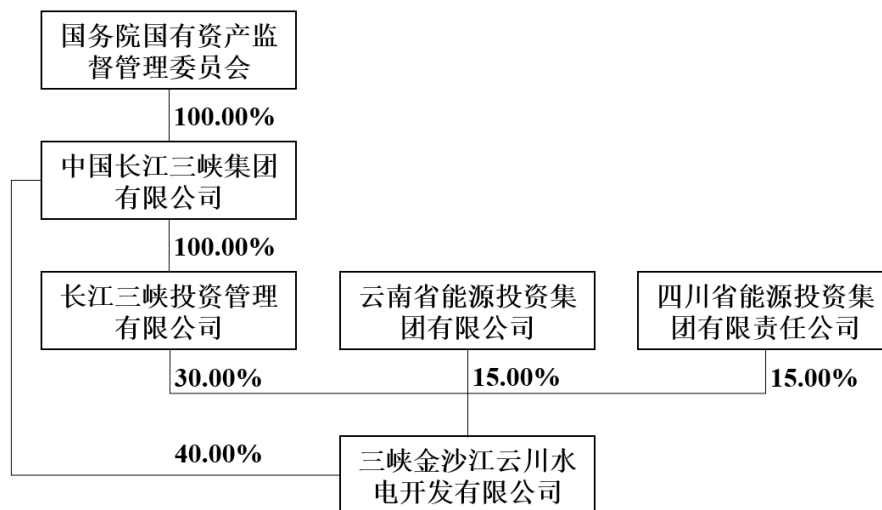 国务院国有资产监
督管理委员会
100.00%
中国长江三峡集团
有限公司
100.00%
长江三峡投资管理
有限公司
云南省能源投资集
团有限公司
四川省能源投资集
团有限责任公司
30.00%
15.00%
15.00%
40.00%
三峡金沙江云川水
电开发有限公司